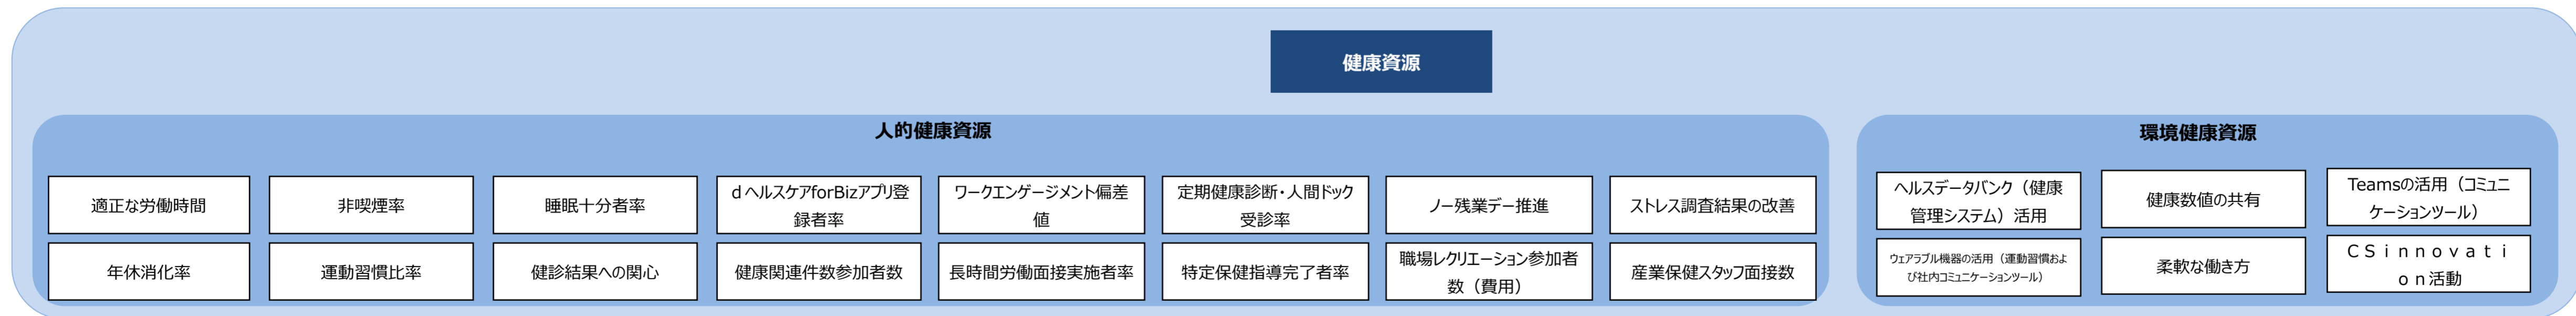 健康資源
人的健康資源
適正な労働時間
非喫煙率
睡眠十分者率
dヘルスケアforBizアプリ登
録者率
ワークエンゲージメント偏差
値
定期健康診断・人間ドック
受診率
ノー残業デー推進
ストレス調査結果の改善
年休消化率
運動習慣比率
健診結果への関心
健康関連件数参加者数
長時間労働面接実施者率
特定保健指導完了者率
職場レクリエーション参加者
数（費用）
産業保健スタッフ面接数
環境健康資源
ヘルスデータバンク（健康
管理システム）活用
健康数値の共有
Teamsの活用（コミュニ
ケーションツール）
ウェアラブル機器の活用（運動習慣およ
び社内コミュニケーションツール）
柔軟な働き方
ＣＳｉｎｎｏｖａｔｉ
ｏｎ活動